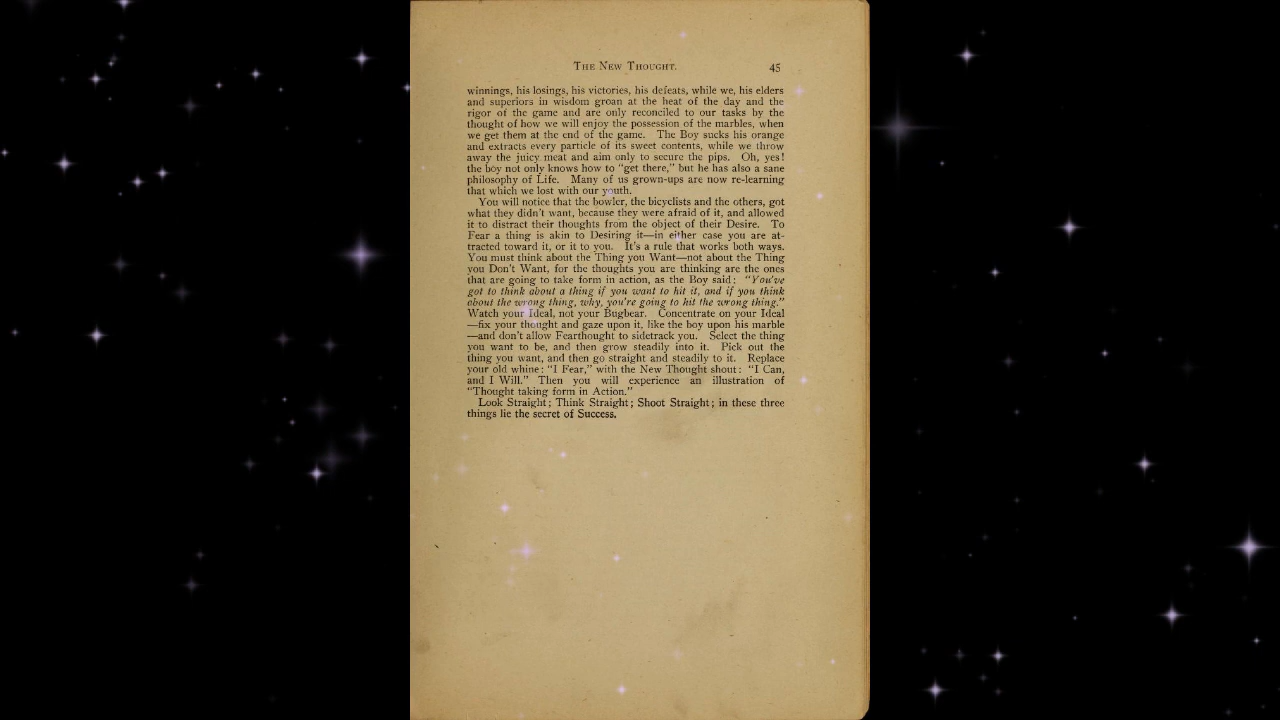 THE NEW THOUGHT. 45
winnings, his losings, his victories, his defeats, while we, his elders
and superiors in wisdom groan at the heat of the day and the
rigor of the game and are only reconciled to our tasks by the
thought of how we will enjoy the possession of the marbles, when
we get them at the end of the game. The Boy sucks his orange
and extracts every particle of its sweet contents, while we throw
away the juicy meat and aim only to secure the pips. Oh, yes!
the boy not only knows how to “get there,” but he has also a sane
philosophy of Life. Many of us grown-ups are now re-learning
that which we lost with our youth.
You will notice that the bowler, the bicyclists and the others, got
what they didn’t want, because they were afraid of it, and allowed
it to distract their thoughts from the object of their Desire. To
Fear a thing is akin to Desiring it—in either case you are at-
tracted toward it, or it to you. It’s a rule that works both ways.
You must think about the Thing you Want—not about the Thing
you Don’t Want, for the thoughts you are thinking are the ones
that are going to take form in action, as the Boy said: “You’ve
got to think about a thing if you want to hit it, and if you think
about the wrong thing, why, you’re going to hit the wrong thing.”
Watch your Ideal, not your Bugbear. Concentrate on your Ideal
—fix your thought and gaze upon it, like the boy upon his marble
—and don’t allow Fearthought to sidetrack you. Select the thing
you want to be, and then grow steadily into it. Pick out the
thing you want, and then go straight and steadily to it. Replace
your old whine: “I Fear,” with the New Thought shout: “I Can,
and I Will.” Then you will experience an illustration of
“Thought taking form in Action.”
Look Straight; Think Straight; Shoot Straight; in these three
things lie the secret of Success.